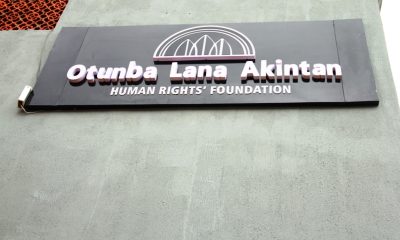 Otunba Lana Akintan
HUMAN RIGHTS' FOUNDATION